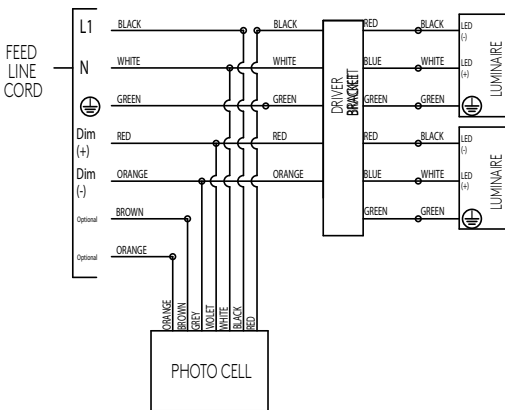 FEED
LINE
CORD
L1 BLACK BLACK RED BLACK LED
(-)
N WHITE WHITE BLUE WHITE LED
(+)
GREEN GREEN GREEN GREEN
LUMINAIRE
Dim
(+)
RED RED RED BLACK LED
(-)
Dim
(-)
ORANGE ORANGE BLUE WHITE LED
(+)
Optional BROWN GREEN GREEN
LUMINAIRE
Optional ORANGE
DRIVER
BRACKET
ORANGE
BROWN
GREY
VIOLET
WHITE
BLACK
RED
PHOTO CELL